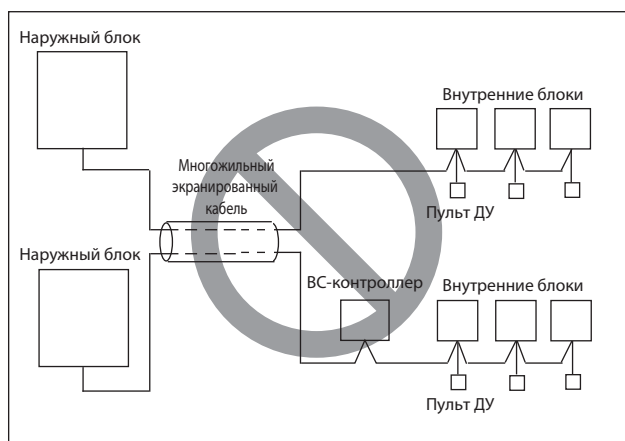 Наружный блок
Внутренние блоки
Многожильный
экранированный
кабель
Пульт ДУ
Наружный блок
ВС-контроллер
Внутренние блоки
Пульт ДУ